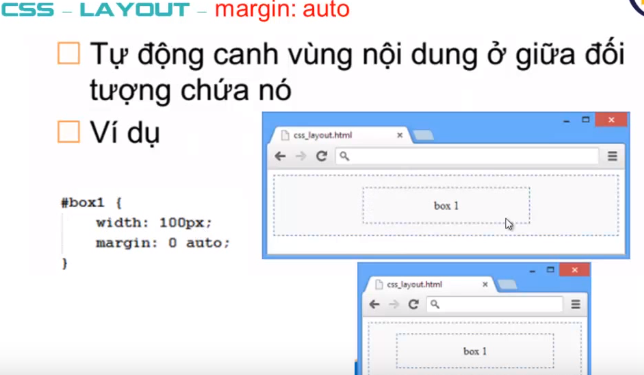 CSS – LAYOUT – margin: auto
Tự động canh vùng nội dung ở giữa đối
tượng chứa nó
Ví dụ
#box1 {
width: 100px;
margin: 0 auto;
}
css_layout.html
box 1
css_layout.html
box 1